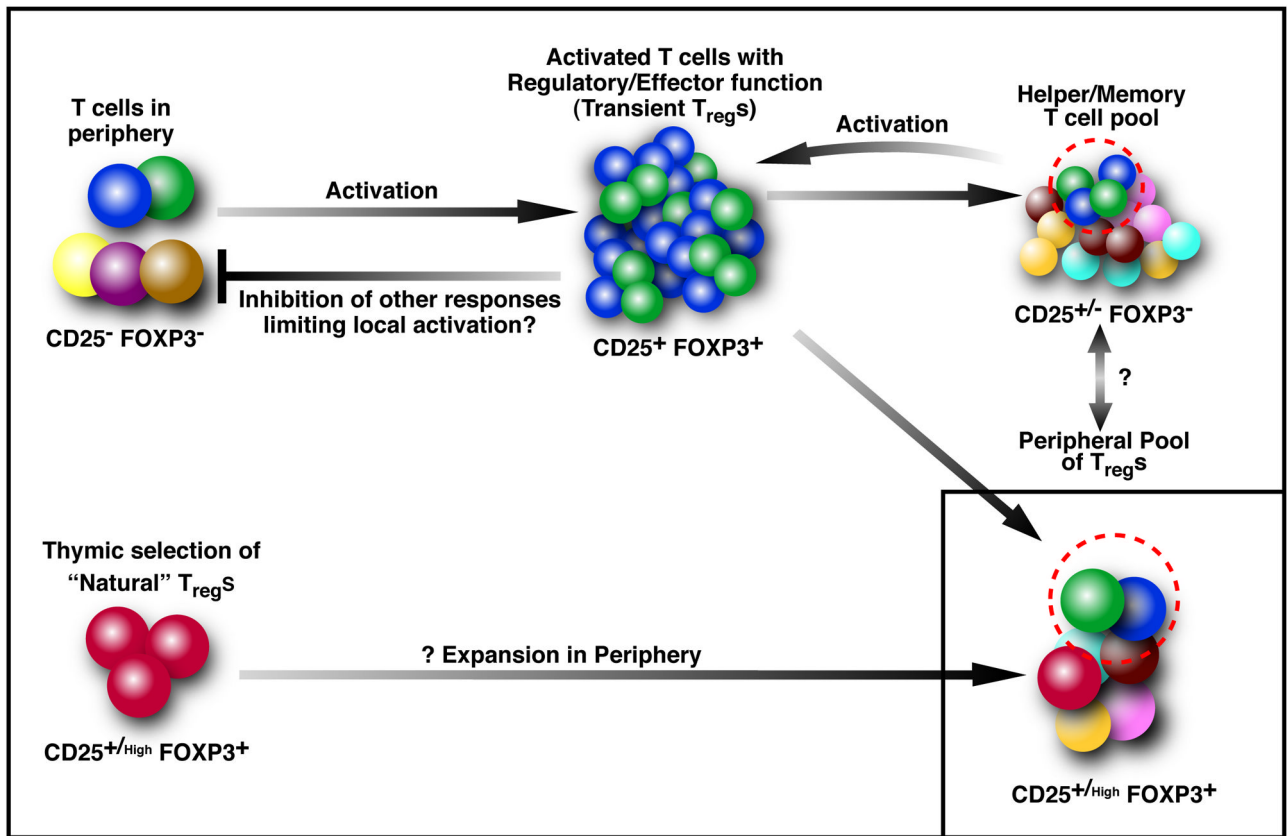 T cells in
periphery
CD25⁻ FOXP3⁻
Activation
Inhibition of other responses
limiting local activation?
Activated T cells with
Regulatory/Effector function
(Transient Tregs)
CD25⁺ FOXP3⁺
Activation
Helper/Memory
T cell pool
CD25⁺/⁻ FOXP3⁻
?
Peripheral Pool
of Tregs
Thymic selection of
“Natural” Tregs
CD25⁺/High FOXP3⁺
? Expansion in Periphery
CD25⁺/High FOXP3⁺